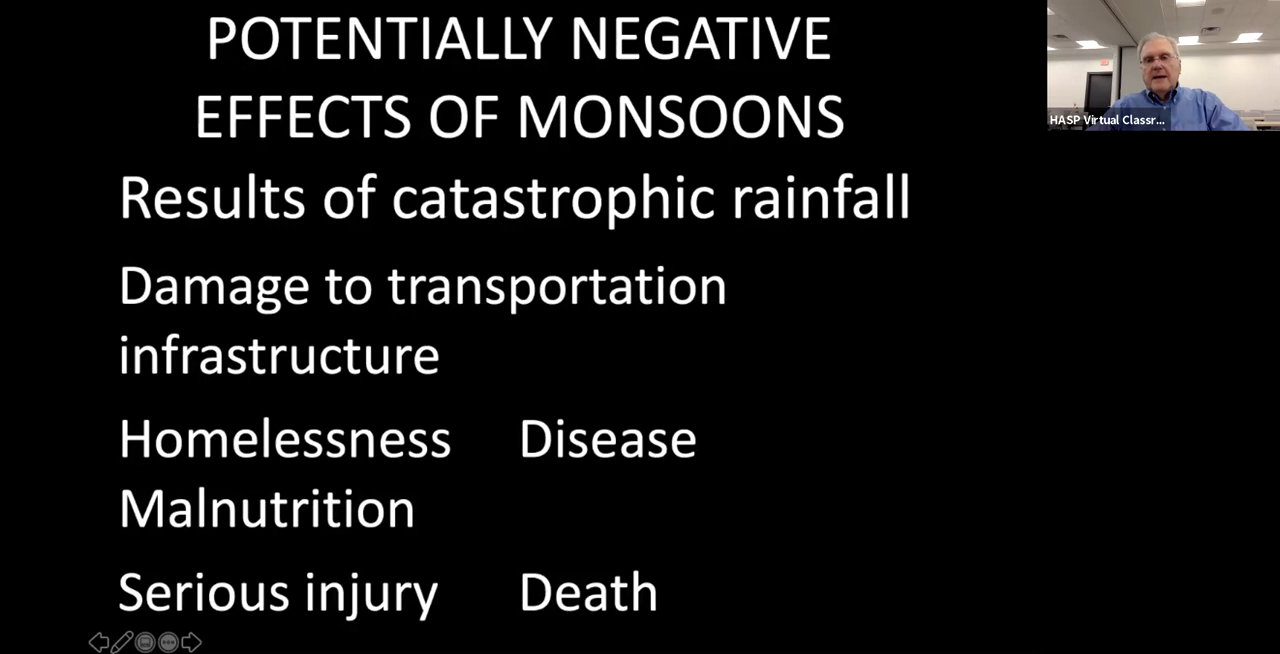 POTENTIALLY NEGATIVE
EFFECTS OF MONSOONS
Results of catastrophic rainfall
Damage to transportation
infrastructure
Homelessness Disease
Malnutrition
Serious injury Death
HASP Virtual Classr...